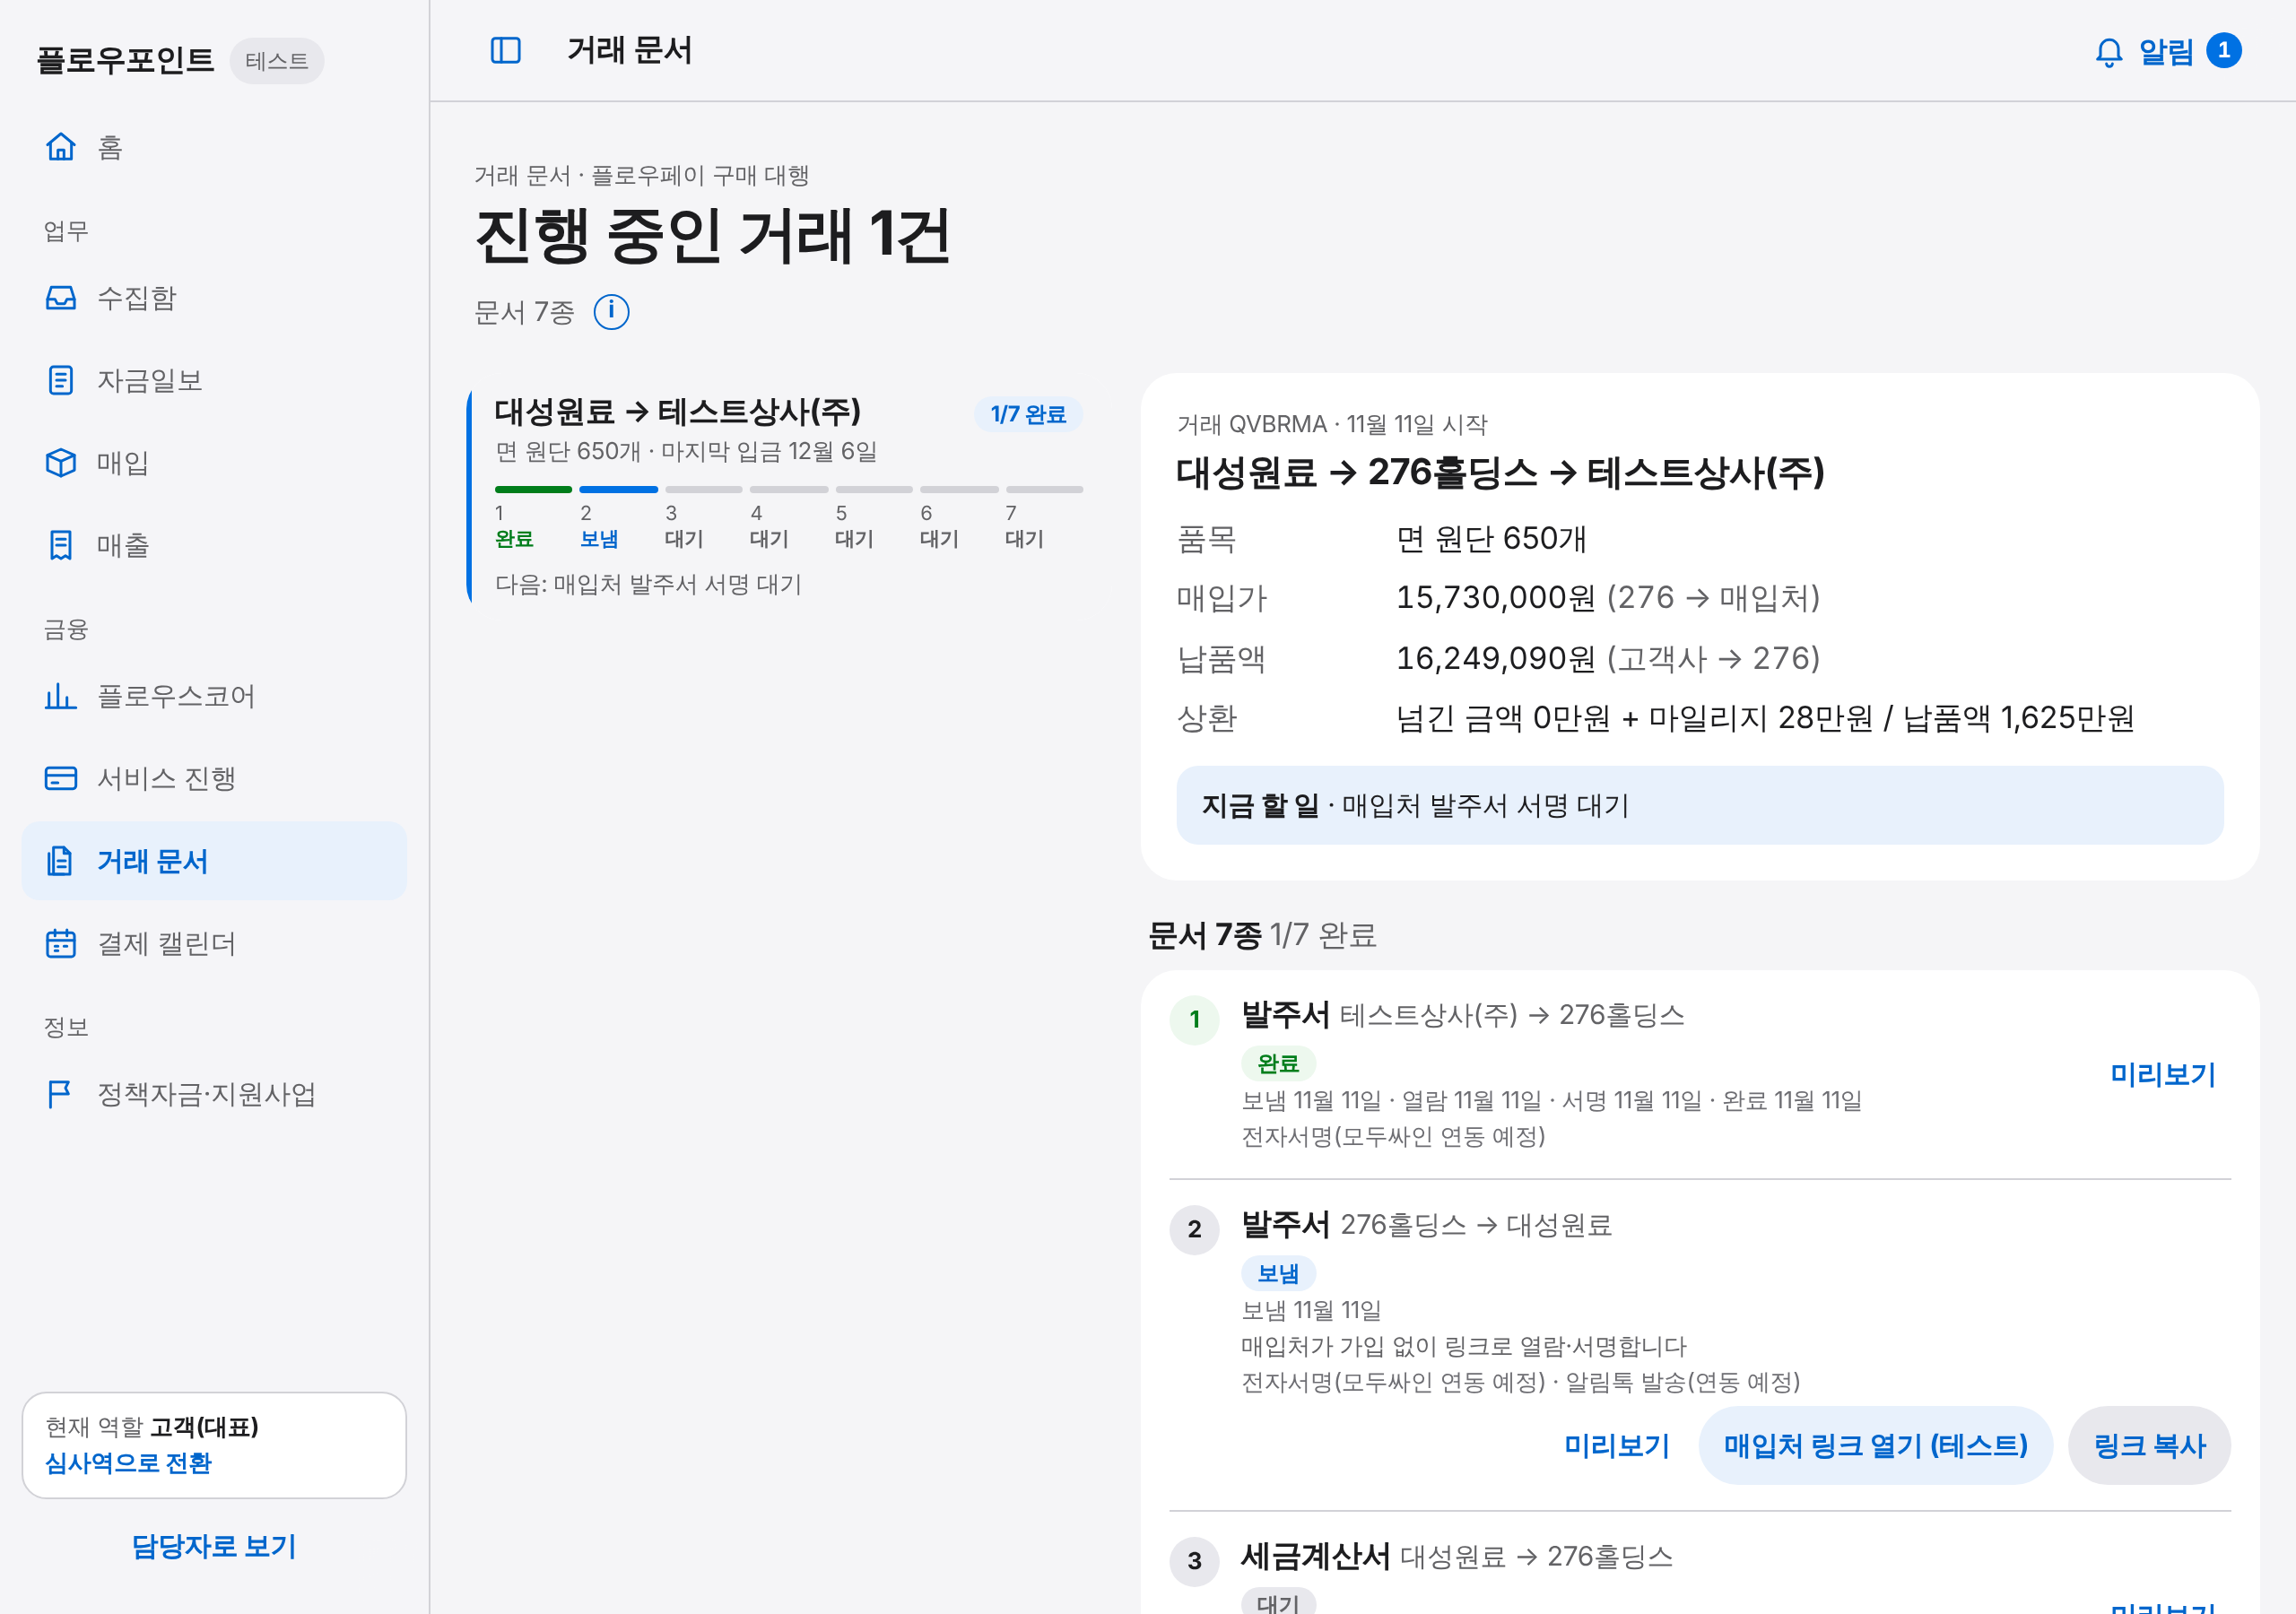 플로우포인트 테스트
홈
업무
수집함
자금일보
매입
매출
금융
플로우스코어
서비스 진행
거래 문서
결제 캘린더
정보
정책자금·지원사업
현재 역할 고객(대표)
심사역으로 전환
담당자로 보기
거래 문서
알림 1
거래 문서 · 플로우페이 구매 대행
진행 중인 거래 1건
문서 7종 i
대성원료 → 테스트상사(주) 1/7 완료
면 원단 650개 · 마지막 입금 12월 6일
1 2 3 4 5 6 7
완료 보냄 대기 대기 대기 대기 대기
다음: 매입처 발주서 서명 대기
거래 QVBRMA · 11월 11일 시작
대성원료 → 276홀딩스 → 테스트상사(주)
품목 면 원단 650개
매입가 15,730,000원 (276 → 매입처)
납품액 16,249,090원 (고객사 → 276)
상환 넘긴 금액 0만원 + 마일리지 28만원 / 납품액 1,625만원
지금 할 일 · 매입처 발주서 서명 대기
문서 7종 1/7 완료
1 발주서 테스트상사(주) → 276홀딩스
완료
미리보기
보냄 11월 11일 · 열람 11월 11일 · 서명 11월 11일 · 완료 11월 11일
전자서명(모두싸인 연동 예정)
2 발주서 276홀딩스 → 대성원료
보냄
보냄 11월 11일
매입처가 가입 없이 링크로 열람·서명합니다
전자서명(모두싸인 연동 예정) · 알림톡 발송(연동 예정)
미리보기 매입처 링크 열기 (테스트) 링크 복사
3 세금계산서 대성원료 → 276홀딩스
대기
미리보기